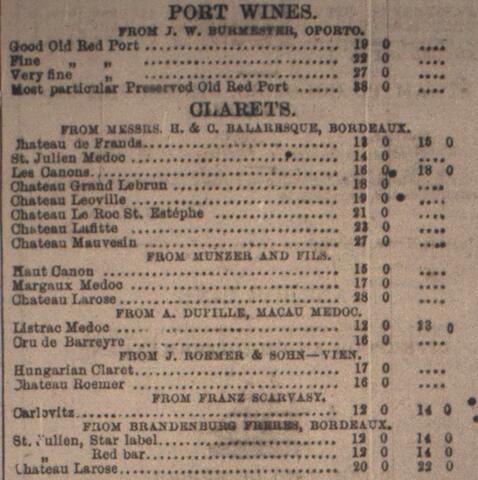 PORT WINES.
FROM J. W. BURMESTER, OPORTO.
Good Old Red Port ........ 19 0 ....
Fine „ „ ........ 22 0 ....
Very fine „ ........ 27 0 ....
Most particular Preserved Old Red Port ........ 38 0 ....
CLARETS.
FROM MESSRS. H. & C. BALARESQUE, BORDEAUX.
Chateau de Frands ........ 13 0 15 0
St. Julien Medoc ........ 14 0 ....
Les Canons ........ 16 0 18 0
Chateau Grand Lebrun ........ 18 0 ....
Chateau Leoville ........ 19 0 ....
Chateau Le Roc St. Estéphe ........ 21 0 ....
Chateau Lafitte ........ 23 0 ....
Chateau Mauvesin ........ 27 0 ....
FROM MUNZER AND FILS.
Haut Canon ........ 15 0 ....
Margaux Medoc ........ 17 0 ....
Chateau Larose ........ 28 0 ....
FROM A. DUFILLE, MACAU MEDOC.
Listrac Medoc ........ 12 0 13 0
Cru de Barreyre ........ 16 0 ....
FROM J. ROEMER & SOHN—VIEN.
Hungarian Claret ........ 17 0 ....
Chateau Roemer ........ 16 0 ....
FROM FRANZ SCARVASY.
Carlovitz ........ 12 0 14 0
FROM BRANDENBURG FRERES, BORDEAUX.
St. Julien, Star label ........ 12 0 14 0
„ Red bar ........ 12 0 14 0
Chateau Larose ........ 20 0 22 0